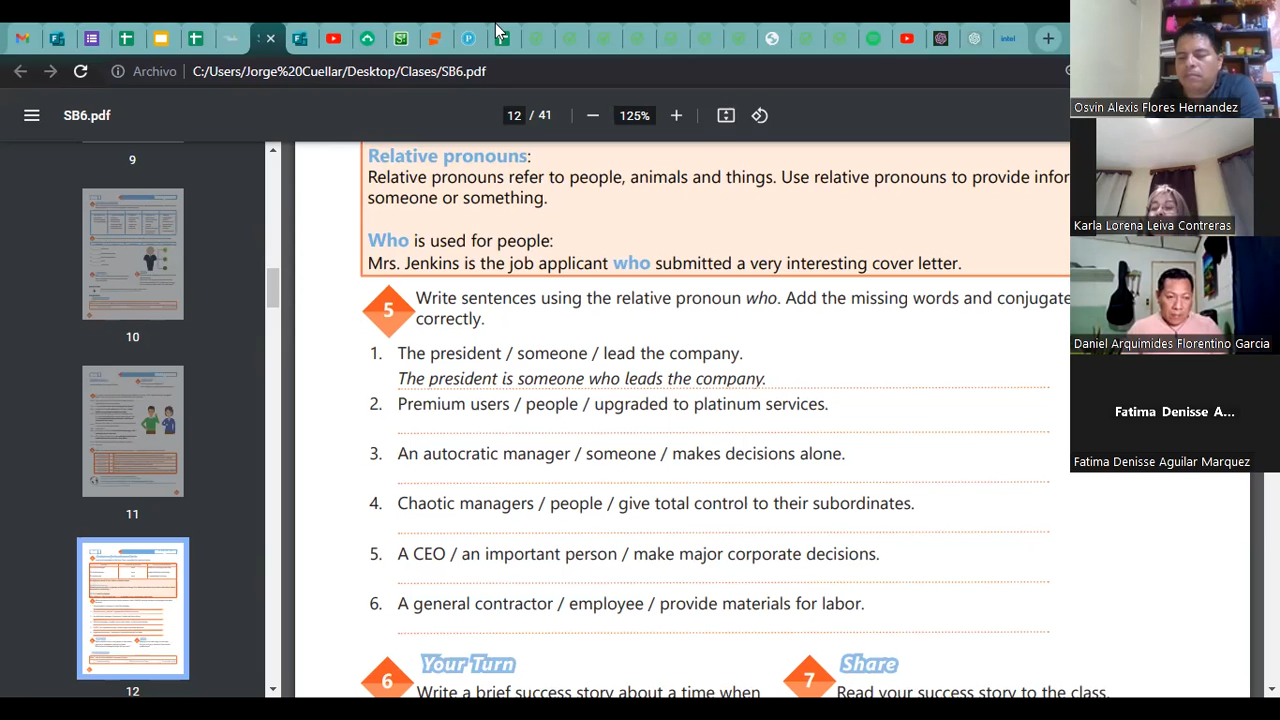 Archivo
C:/Users/Jorge%20Cuellar/Desktop/Clases/SB6.pdf
SB6.pdf
12 / 41
125%
9
10
11
12
Relative pronouns:
Relative pronouns refer to people, animals and things. Use relative pronouns to provide infor
someone or something.
Who is used for people:
Mrs. Jenkins is the job applicant who submitted a very interesting cover letter.
5
Write sentences using the relative pronoun who. Add the missing words and conjugate
correctly.
1. The president / someone / lead the company.
The president is someone who leads the company.
2. Premium users / people / upgraded to platinum services.
3. An autocratic manager / someone / makes decisions alone.
4. Chaotic managers / people / give total control to their subordinates.
5. A CEO / an important person / make major corporate decisions.
6. A general contractor / employee / provide materials for labor.
6
Your Turn
Write a brief success story about a time when
7
Share
Read your success story to the class.
intel
Osvin Alexis Flores Hernandez
Karla Lorena Leiva Contreras
Daniel Arquimides Florentino Garcia
Fatima Denisse A...
Fatima Denisse Aguilar Marquez